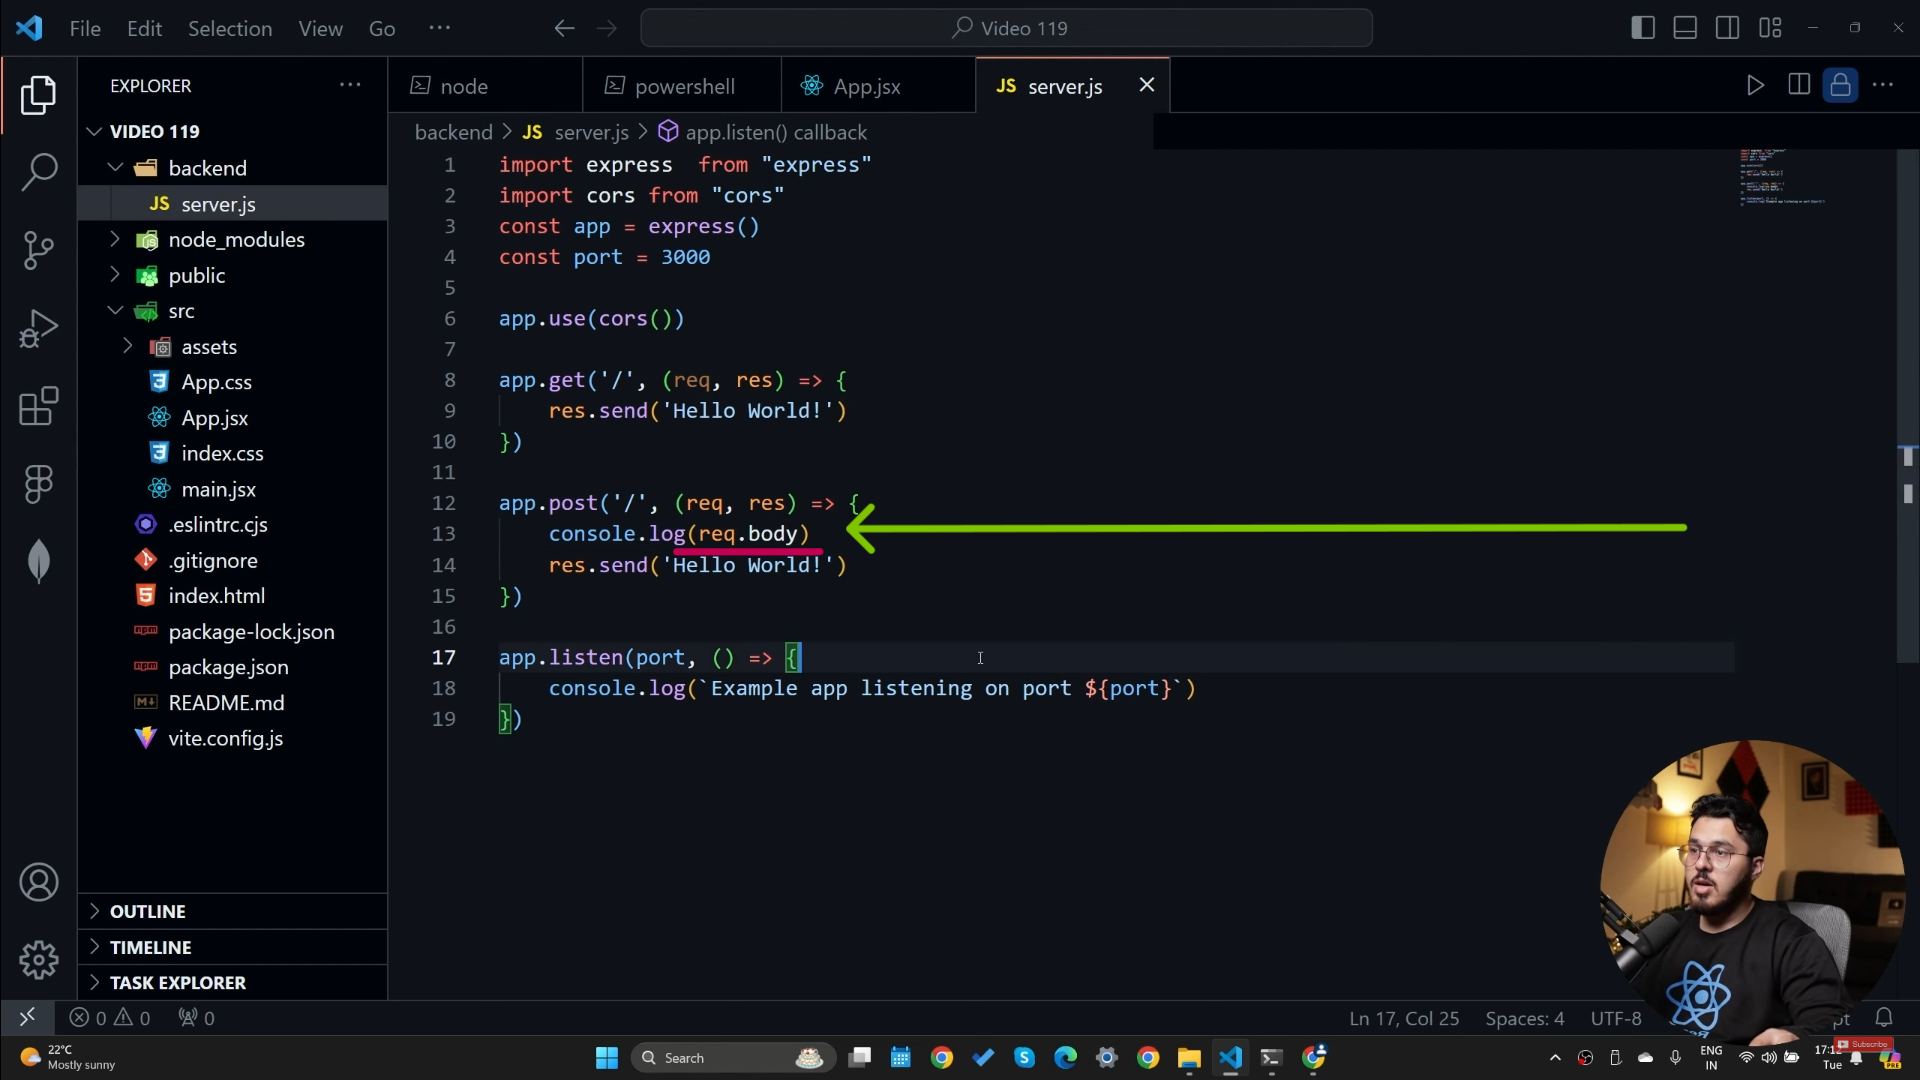 File Edit Selection View Go ···
Video 119
EXPLORER
VIDEO 119
backend
JS server.js
node_modules
public
src
assets
App.css
App.jsx
index.css
main.jsx
.eslintrc.cjs
.gitignore
index.html
package-lock.json
package.json
README.md
vite.config.js
OUTLINE
TIMELINE
TASK EXPLORER
node
powershell
App.jsx
JS server.js
backend > JS server.js > app.listen() callback
1 import express  from "express"
2 import cors from "cors"
3 const app = express()
4 const port = 3000
5
6 app.use(cors())
7
8 app.get('/', (req, res) => {
9 res.send('Hello World!')
10 })
11
12 app.post('/', (req, res) => {
13 console.log(req.body)
14 res.send('Hello World!')
15 })
16
17 app.listen(port, () => {
18 console.log(`Example app listening on port ${port}`)
19 })
0 0 0
Ln 17, Col 25 Spaces: 4 UTF-8
22°C
Mostly sunny
Search
ENG
IN
Tue
Subscribe